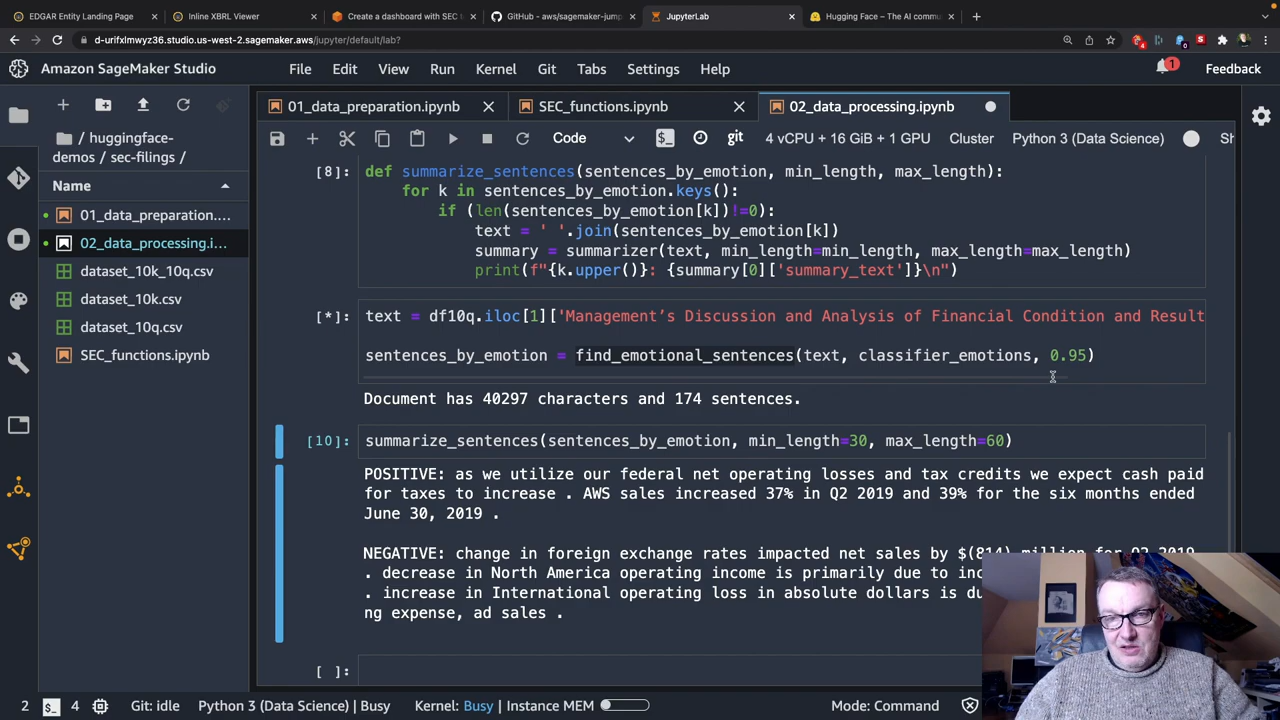 EDGAR Entity Landing Page
Inline XBRL Viewer
Create a dashboard with SEC
GitHub - aws/sagemaker-jump
JupyterLab
Hugging Face – The AI commu
d-urifxlmwyz36.studio.us-west-2.sagemaker.aws/jupyter/default/lab?
Amazon SageMaker Studio
File Edit View Run Kernel Git Tabs Settings Help
1
Feedback
01_data_preparation.ipynb
SEC_functions.ipynb
02_data_processing.ipynb
Code
git
4 vCPU + 16 GiB + 1 GPU
Cluster
Python 3 (Data Science)
Sh
/ huggingface-
demos / sec-filings /
Name
01_data_preparation....
02_data_processing.i...
dataset_10k_10q.csv
dataset_10k.csv
dataset_10q.csv
SEC_functions.ipynb
[8]: def summarize_sentences(sentences_by_emotion, min_length, max_length):
for k in sentences_by_emotion.keys():
if (len(sentences_by_emotion[k])!=0):
text = ' '.join(sentences_by_emotion[k])
summary = summarizer(text, min_length=min_length, max_length=max_length)
print(f"{k.upper()}: {summary[0]['summary_text']}\n")
[*]: text = df10q.iloc[1]['Management’s Discussion and Analysis of Financial Condition and Result
sentences_by_emotion = find_emotional_sentences(text, classifier_emotions, 0.95)
Document has 40297 characters and 174 sentences.
[10]: summarize_sentences(sentences_by_emotion, min_length=30, max_length=60)
POSITIVE: as we utilize our federal net operating losses and tax credits we expect cash paid
for taxes to increase . AWS sales increased 37% in Q2 2019 and 39% for the six months ended
June 30, 2019 .
NEGATIVE: change in foreign exchange rates impacted net sales by $(814) million for Q2 2019
. decrease in North America operating income is primarily due to
. increase in International operating loss in absolute dollars is
ng expense, ad sales .
[ ]:
2
4
Git: idle
Python 3 (Data Science) | Busy
Kernel: Busy | Instance MEM
Mode: Command